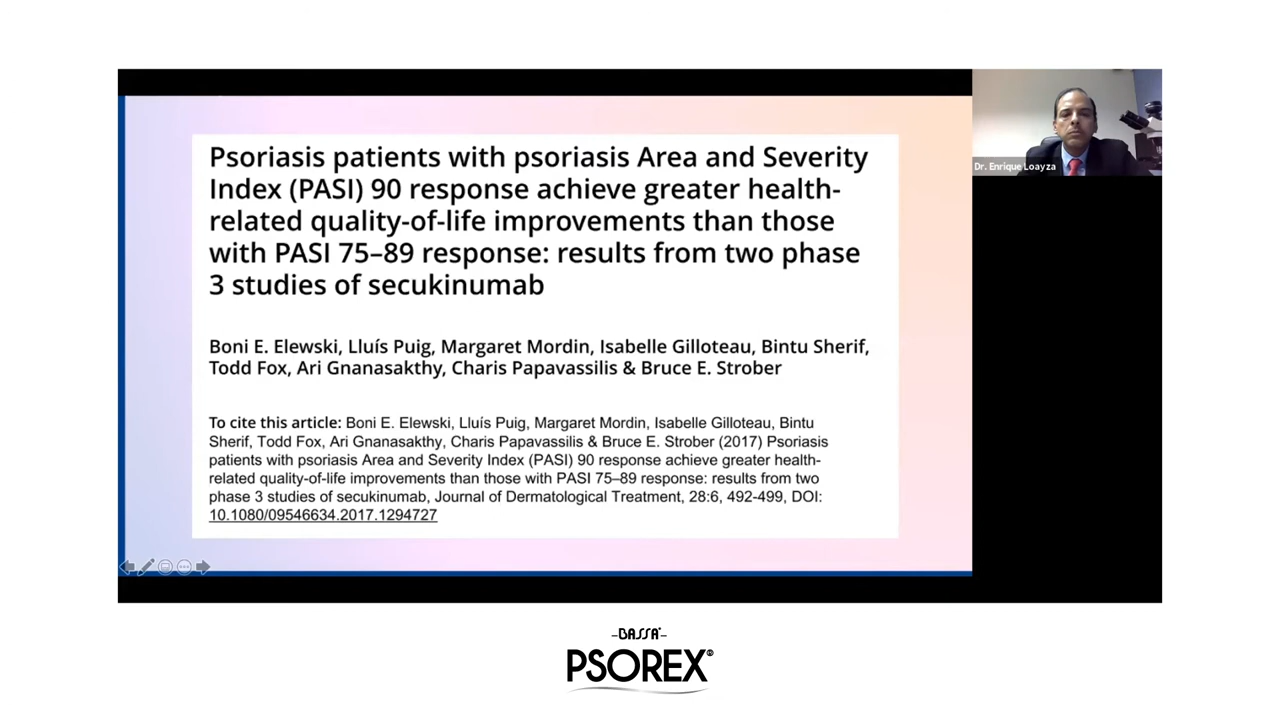 Psoriasis patients with psoriasis Area and Severity
Index (PASI) 90 response achieve greater health-
related quality-of-life improvements than those
with PASI 75–89 response: results from two phase
3 studies of secukinumab
Boni E. Elewski, Lluís Puig, Margaret Mordin, Isabelle Gilloteau, Bintu Sherif,
Todd Fox, Ari Gnanasakthy, Charis Papavassilis & Bruce E. Strober
To cite this article: Boni E. Elewski, Lluís Puig, Margaret Mordin, Isabelle Gilloteau, Bintu
Sherif, Todd Fox, Ari Gnanasakthy, Charis Papavassilis & Bruce E. Strober (2017) Psoriasis
patients with psoriasis Area and Severity Index (PASI) 90 response achieve greater health-
related quality-of-life improvements than those with PASI 75–89 response: results from two
phase 3 studies of secukinumab, Journal of Dermatological Treatment, 28:6, 492-499, DOI:
10.1080/09546634.2017.1294727
Dr. Enrique Loayza
–BASSA–
PSOREX®